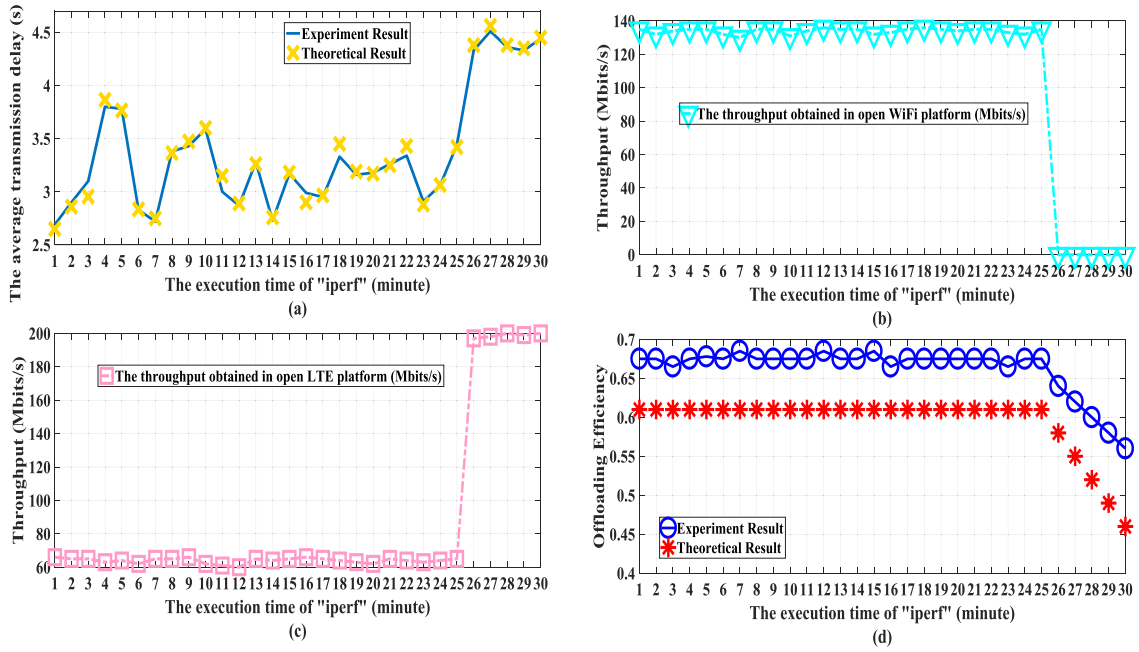 The average transmission delay (s)
4.5
4
3.5
3
2.5
Experiment Result
Theoretical Result
1 2 3 4 5 6 7 8 9 10 11 12 13 14 15 16 17 18 19 20 21 22 23 24 25 26 27 28 29 30
The execution time of "iperf" (minute)
(a)
Throughput (Mbits/s)
140
120
100
80
60
40
20
0
The throughput obtained in open WiFi platform (Mbits/s)
1 2 3 4 5 6 7 8 9 10 11 12 13 14 15 16 17 18 19 20 21 22 23 24 25 26 27 28 29 30
The execution time of "iperf" (minute)
(b)
Throughput (Mbits/s)
200
180
160
140
120
100
80
60
The throughput obtained in open LTE platform (Mbits/s)
1 2 3 4 5 6 7 8 9 10 11 12 13 14 15 16 17 18 19 20 21 22 23 24 25 26 27 28 29 30
The execution time of "iperf" (minute)
(c)
Offloading Efficiency
0.7
0.65
0.6
0.55
0.5
0.45
0.4
Experiment Result
Theoretical Result
1 2 3 4 5 6 7 8 9 10 11 12 13 14 15 16 17 18 19 20 21 22 23 24 25 26 27 28 29 30
The execution time of "iperf" (minute)
(d)